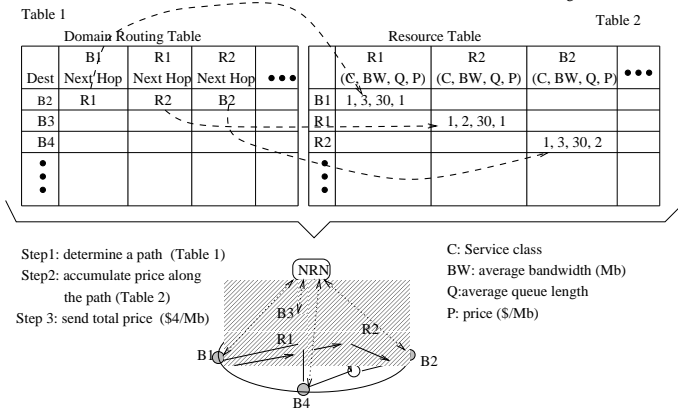 Table 1
Table 2
Domain Routing Table
Resource Table
B1 R1 R2
Dest Next Hop Next Hop Next Hop
B2 R1 R2 B2
B3
B4
R1 R2 B2
(C, BW, Q, P) (C, BW, Q, P) (C, BW, Q, P)
B1 1, 3, 30, 1
R1 1, 2, 30, 1
R2 1, 3, 30, 2
Step1: determine a path (Table 1)
Step2: accumulate price along
the path (Table 2)
Step 3: send total price ($4/Mb)
C: Service class
BW: average bandwidth (Mb)
Q:average queue length
P: price ($/Mb)
NRN
B3
R1
R2
B1
B2
B4